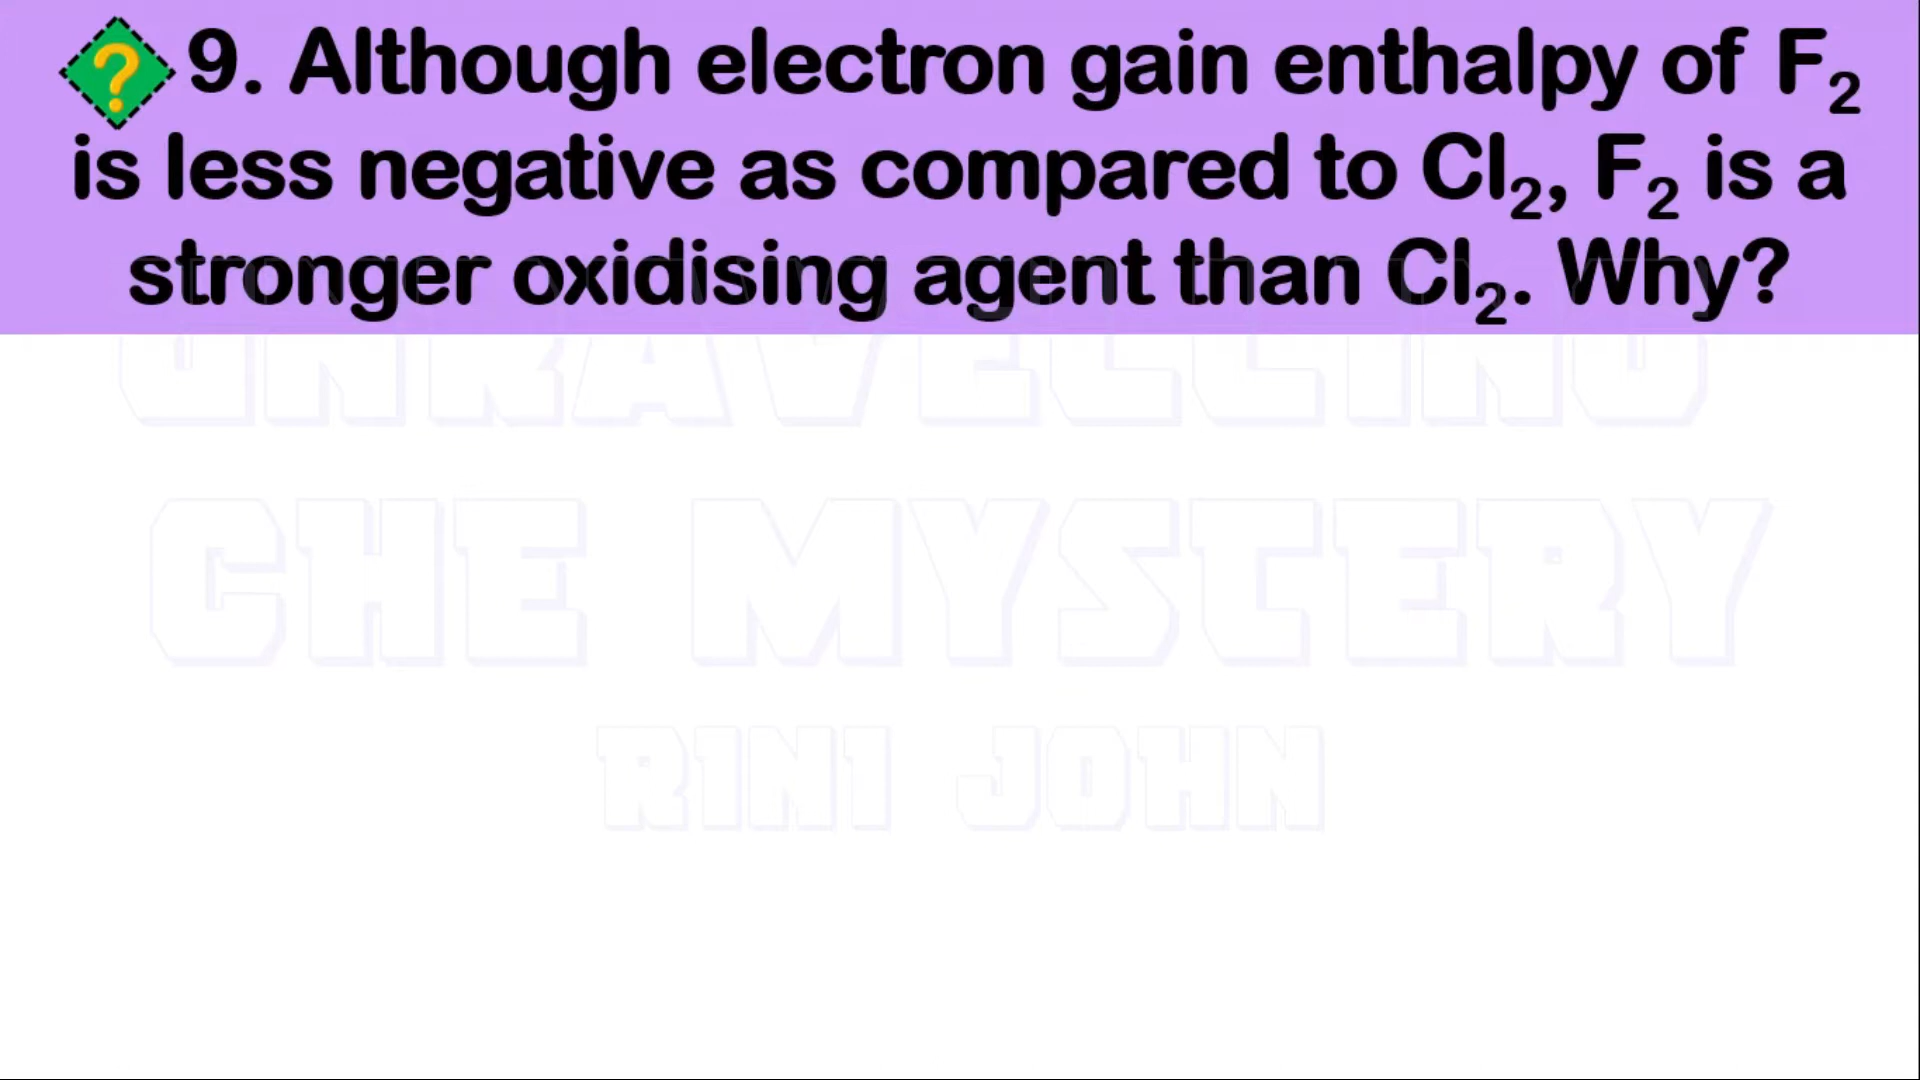 ? 9. Although electron gain enthalpy of F₂
is less negative as compared to Cl₂, F₂ is a
stronger oxidising agent than Cl₂. Why?
UNRAVELLING
CHE MYSTERY
RINI JOHN